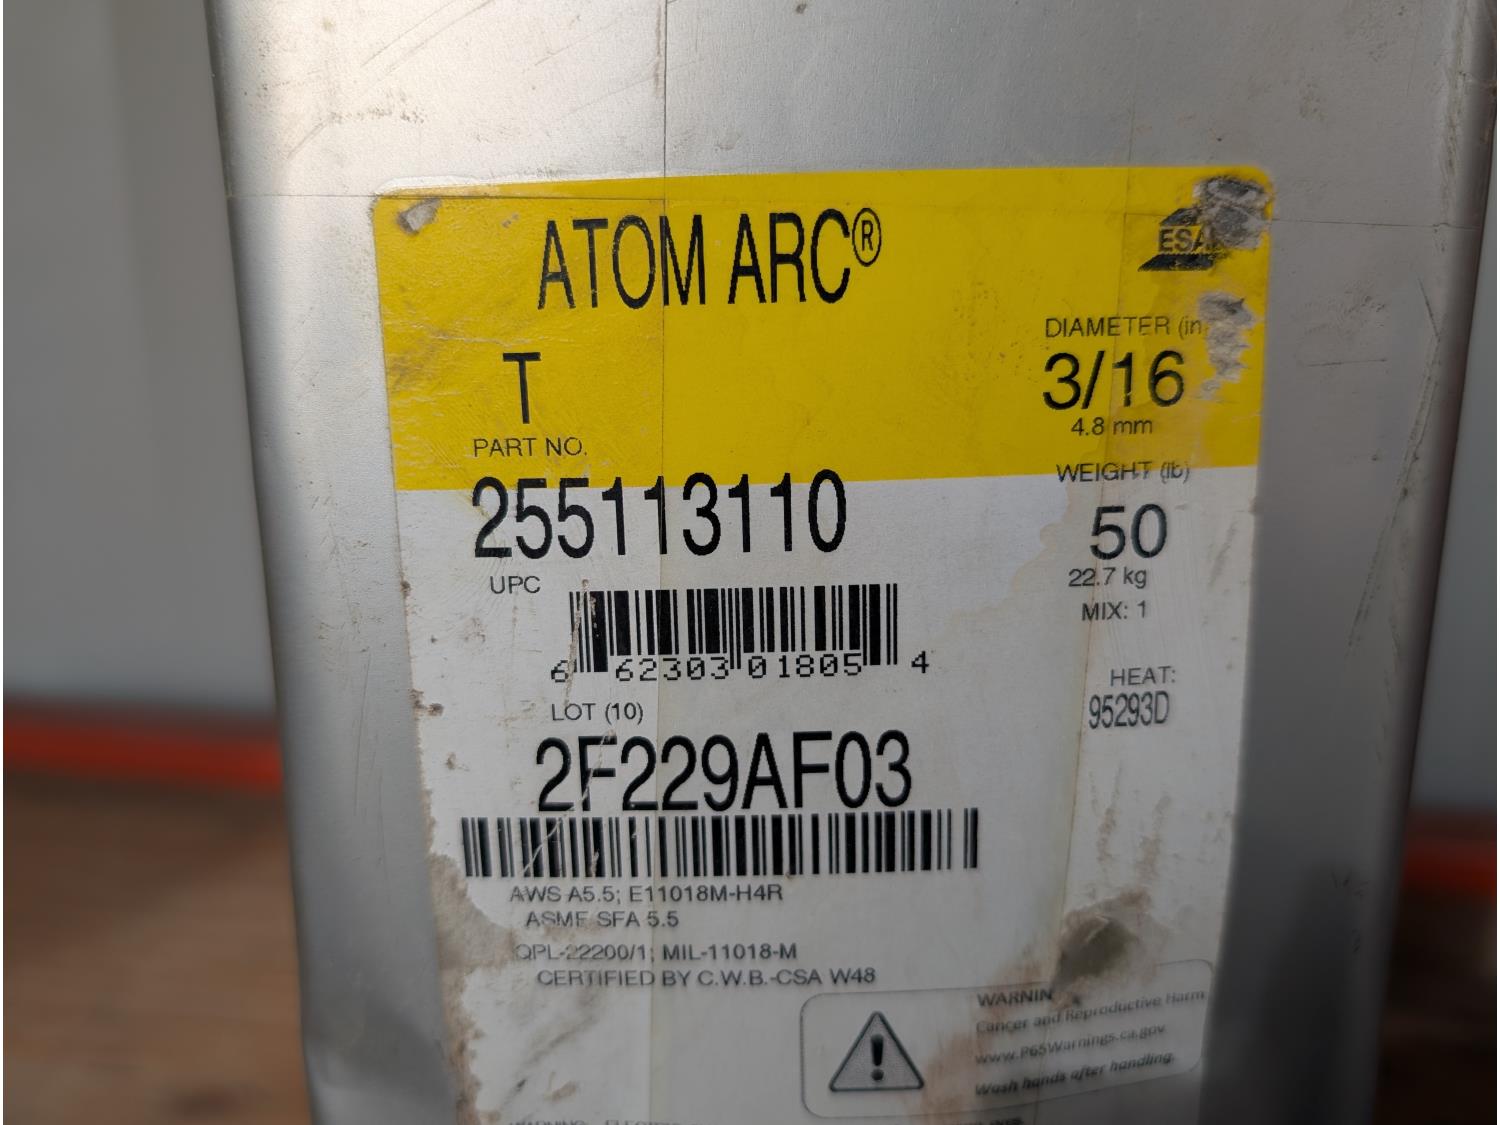 ATOM ARC®
ESAB
T
DIAMETER (in
3/16
4.8 mm
PART NO.
255113110
WEIGHT (lb)
50
22.7 kg
MIX: 1
UPC
6 62303 01805 4
HEAT:
95293D
LOT (10)
2F229AF03
AWS A5.5; E11018M-H4R
ASME SFA 5.5
QPL-22200/1; MIL-11018-M
CERTIFIED BY C.W.B.-CSA W48
WARNIN
Cancer and Reproductive Harm
www.P65Warnings.ca.gov
Wash hands after handling.